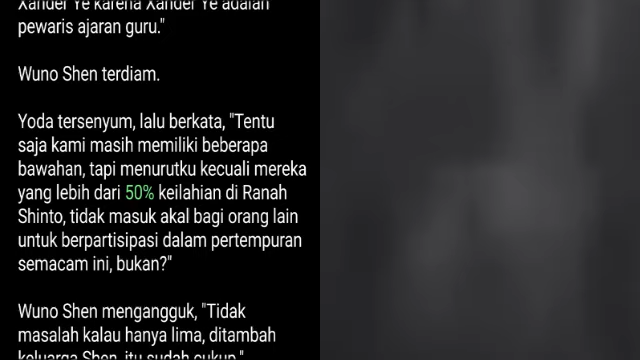 Xander Ye karena Xander Ye adalah
pewaris ajaran guru."
Wuno Shen terdiam.
Yoda tersenyum, lalu berkata, "Tentu
saja kami masih memiliki beberapa
bawahan, tapi menurutku kecuali mereka
yang lebih dari 50% keilahian di Ranah
Shinto, tidak masuk akal bagi orang lain
untuk berpartisipasi dalam pertempuran
semacam ini, bukan?"
Wuno Shen mengangguk, "Tidak
masalah kalau hanya lima, ditambah
keluarga Shen, itu sudah cukup."